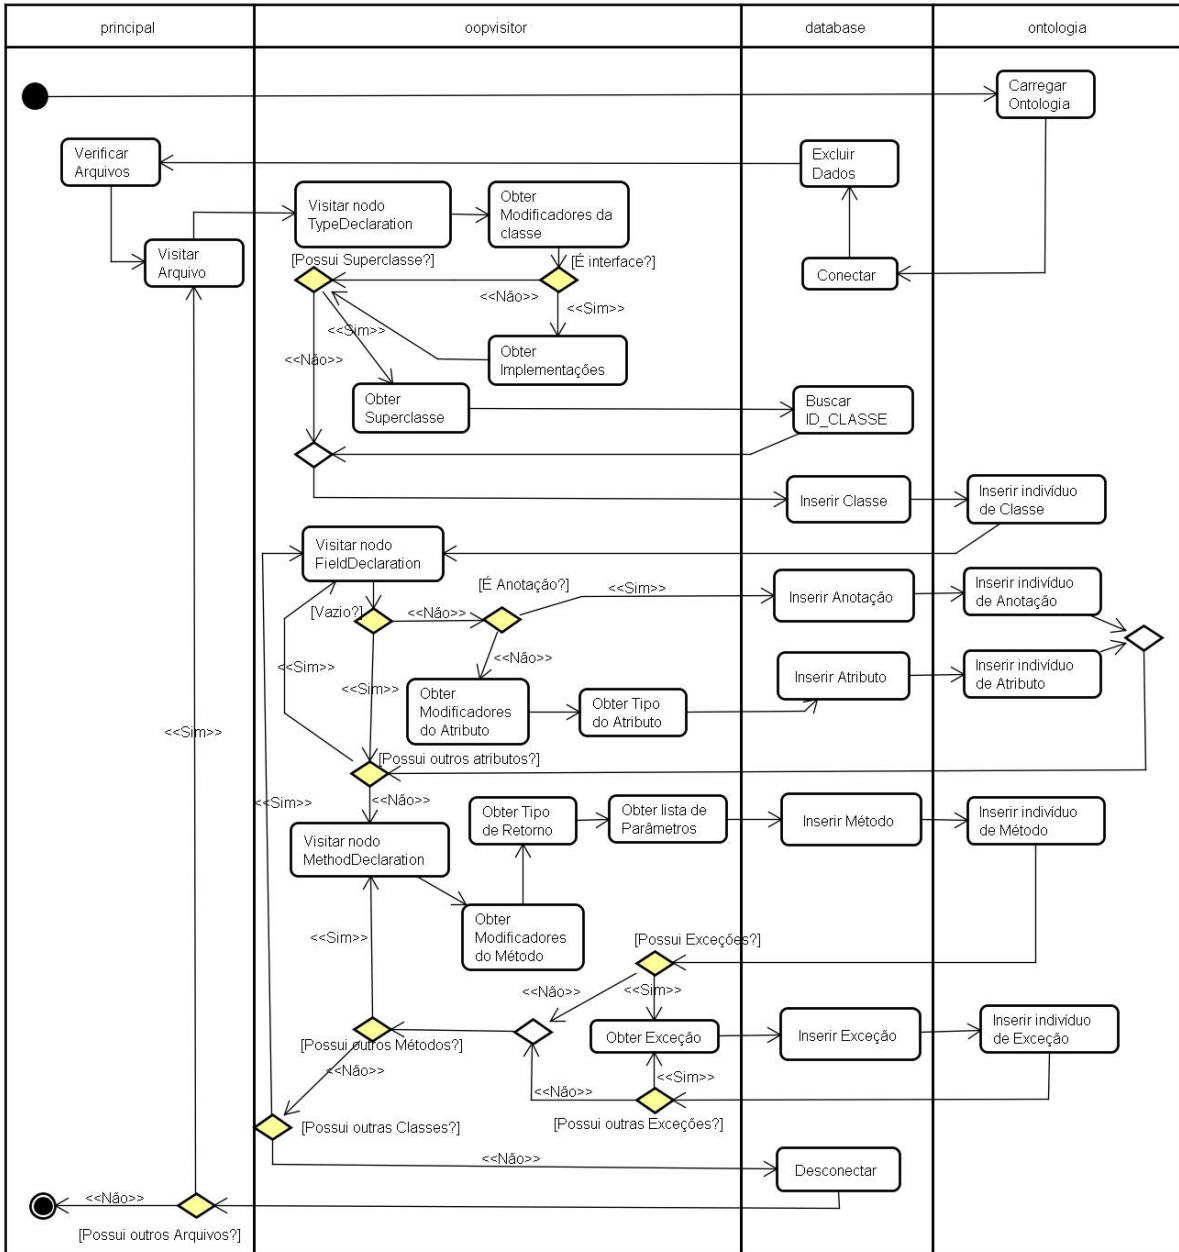 principal
oopvisitor
database
ontologia
Carregar
Ontologia
Verificar
Arquivos
Excluir
Dados
Visitar nodo
TypeDeclaration
Obter
Modificadores da
classe
Visitar
Arquivo
[Possui Superclasse?]
[É interface?]
Conectar
<<Não>>
<<Sim>>
<<Sim>>
<<Não>>
Obter
Implementações
Obter
Superclasse
Buscar
ID_CLASSE
Inserir Classe
Inserir indivíduo
de Classe
Visitar nodo
FieldDeclaration
[É Anotação?]
<<Sim>>
Inserir Anotação
Inserir indivíduo
de Anotação
[Vazio?]
<<Não>>
<<Não>>
<<Sim>>
<<Sim>>
Obter
Modificadores
do Atributo
Obter Tipo
do Atributo
Inserir Atributo
Inserir indivíduo
de Atributo
<<Sim>>
[Possui outros atributos?]
<<Sim>>
<<Não>>
Visitar nodo
MethodDeclaration
Obter Tipo
de Retorno
Obter lista de
Parâmetros
Inserir Método
Inserir indivíduo
de Método
Obter
Modificadores
do Método
<<Sim>>
[Possui Exceções?]
<<Não>>
<<Sim>>
[Possui outros Métodos?]
<<Não>>
Obter Exceção
Inserir Exceção
Inserir indivíduo
de Exceção
<<Sim>>
<<Não>>
[Possui outras Exceções?]
[Possui outras Classes?]
<<Não>>
Desconectar
<<Não>>
[Possui outros Arquivos?]